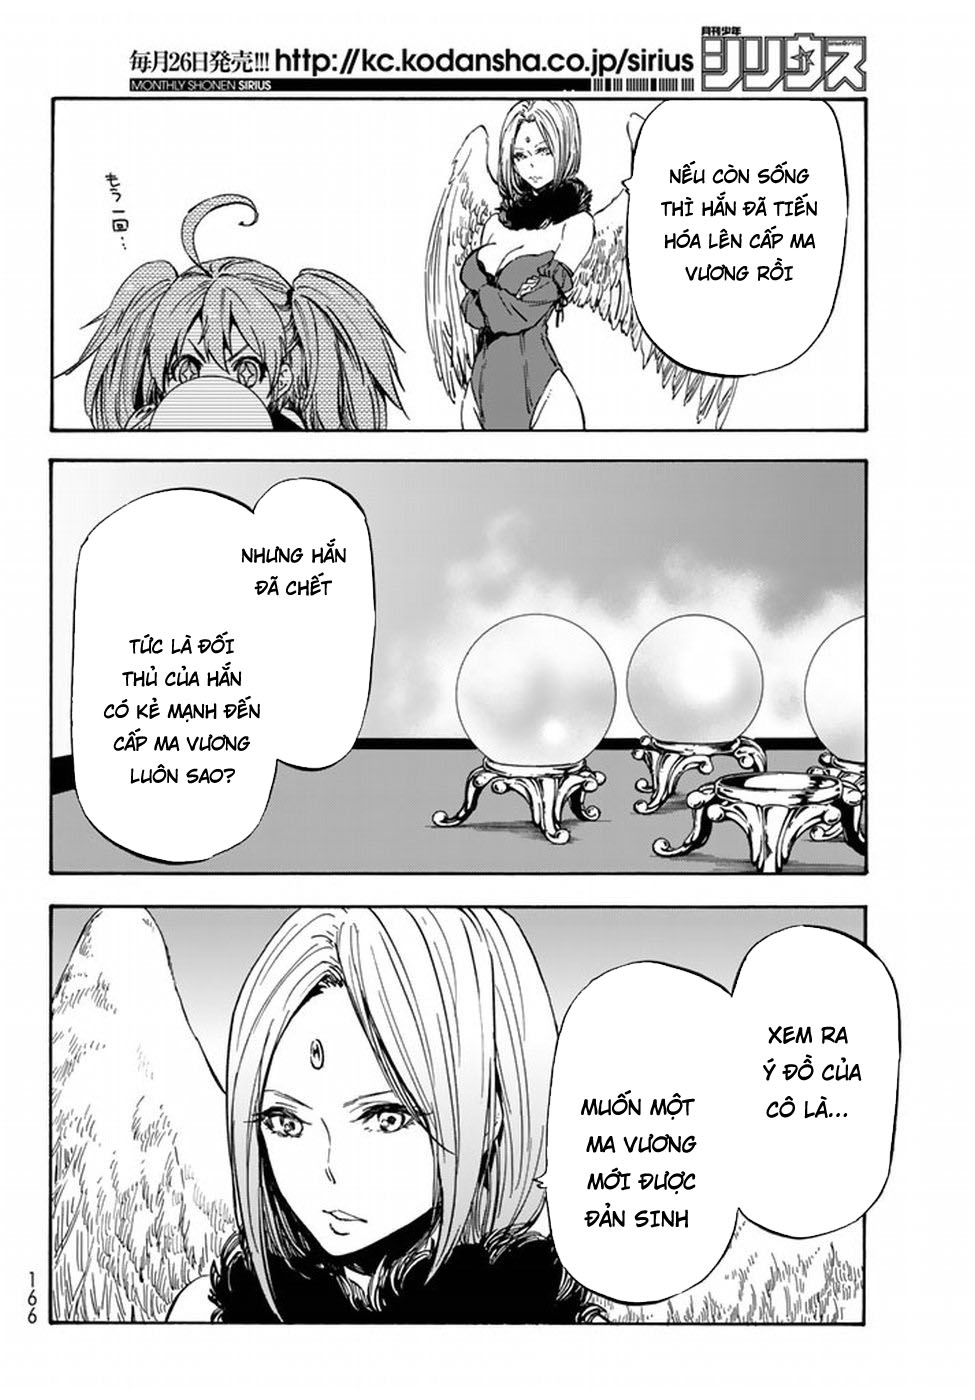 毎月26日発売!!! http://kc.kodansha.co.jp/sirius
MONTHLY SHONEN SIRIUS
月刊少年
シリウス
NẾU CÒN SỐNG
THÌ HẮN ĐÃ TIẾN
HÓA LÊN CẤP MA
VƯƠNG RỒI
もう一回…
NHƯNG HẮN
ĐÃ CHẾT
TỨC LÀ ĐỐI
THỦ CỦA HẮN
CÓ KẺ MẠNH ĐẾN
CẤP MA VƯƠNG
LUÔN SAO?
XEM RA
Ý ĐỒ CỦA
CÔ LÀ...
MUỐN MỘT
MA VƯƠNG
MỚI ĐƯỢC
ĐẢN SINH
166